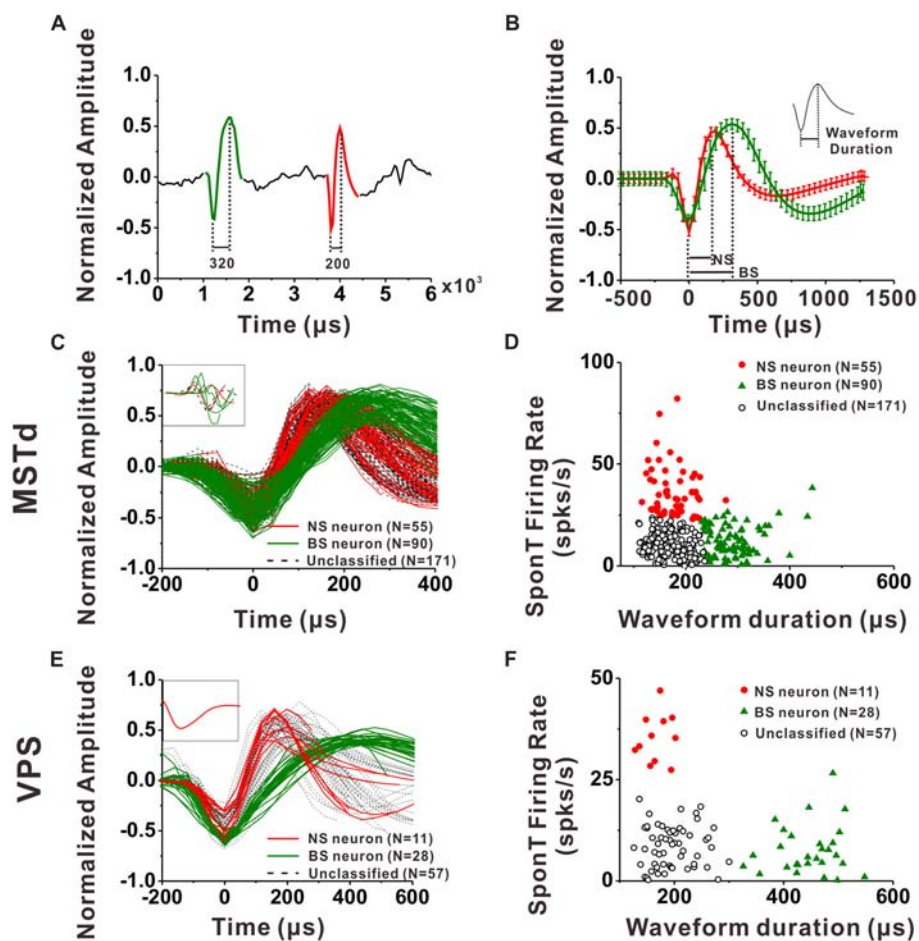 A
Normalized Amplitude
1.0
0.5
0.0
-0.5
-1.0
320
200
0
1
2
3
4
5
6
×10³
Time (µs)
B
Normalized Amplitude
1.0
0.5
0.0
-0.5
-1.0
Waveform
Duration
NS
BS
-500
0
500
1000
1500
Time (µs)
MSTd
C
Normalized Amplitude
1.0
0.5
0.0
-0.5
-1.0
NS neuron (N=55)
BS neuron (N=90)
Unclassified (N=171)
-200
0
200
400
Time (µs)
D
SponT Firing Rate
(spks/s)
100
50
0
NS neuron (N=55)
BS neuron (N=90)
Unclassified (N=171)
200
400
600
Waveform duration (µs)
VPS
E
Normalized Amplitude
1.0
0.5
0.0
-0.5
-1.0
NS neuron (N=11)
BS neuron (N=28)
Unclassified (N=57)
-200
0
200
400
600
Time (µs)
F
SponT Firing Rate
(spks/s)
50
25
0
NS neuron (N=11)
BS neuron (N=28)
Unclassified (N=57)
200
400
600
Waveform duration (µs)